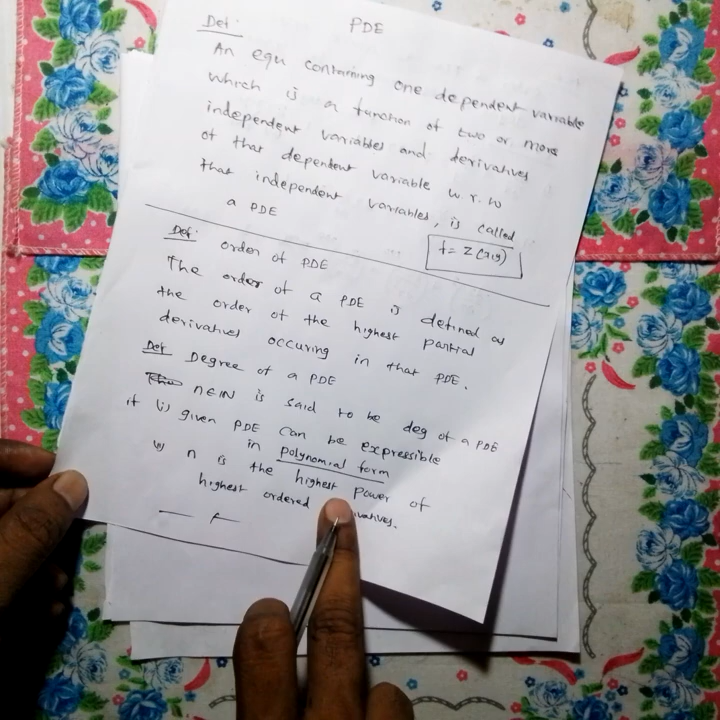 Def: PDE
An equ containing one dependent variable
which is a function of two or more
independent variables and derivatives
of that dependent variable w.r.to
that independent variables, is called
a PDE
f = z(x,y)
Def: order of PDE
The order of a PDE is defined as
the order of the highest partial
derivatives occuring in that PDE.
Def Degree of a PDE
n∈IN is said to be deg of a PDE
if (i) given PDE can be expressible
in polynomial form
(ii) n is the highest power of
highest ordered